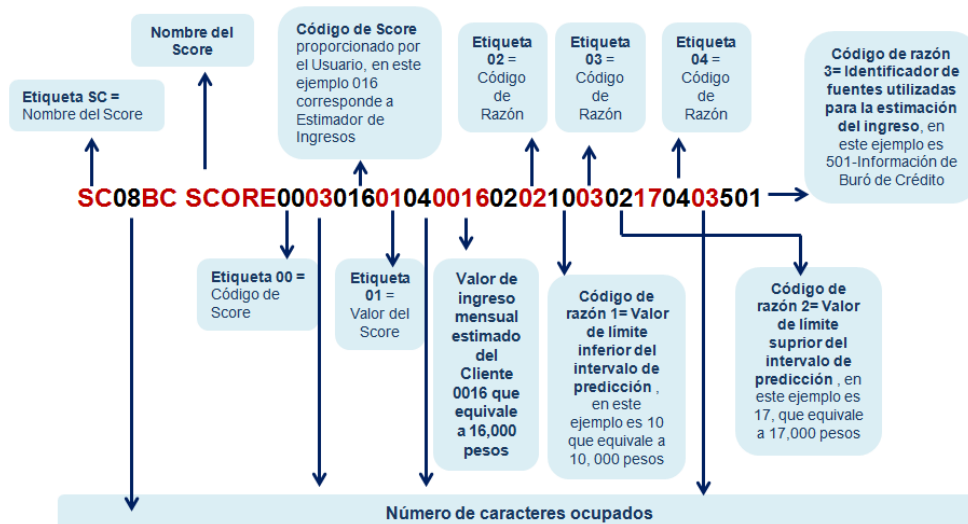 Nombre del
Score
Etiqueta SC =
Nombre del Score
Código de Score
proporcionado por
el Usuario, en este
ejemplo 016
corresponde a
Estimador de
Ingresos
Etiqueta
02 =
Código
de
Razón
Etiqueta
03 =
Código
de
Razón
Etiqueta
04 =
Código
de
Razón
Código de razón
3= Identificador de
fuentes utilizadas
para la estimación
del ingreso, en
este ejemplo es
501-Información de
Buró de Crédito
SC08BC SCORE0003016010400160202100302170403501
Etiqueta 00 =
Código de
Score
Etiqueta
01 =
Valor del
Score
Valor de
ingreso
mensual
estimado
del
Cliente
0016 que
equivale
a 16,000
pesos
Código de
razón 1= Valor
de límite
inferior del
intervalo de
predicción ,
en este
ejemplo es 10
que equivale a
10, 000 pesos
Código de
razón 2= Valor
de límite
suprior del
intervalo de
predicción , en
este ejemplo es
17, que equivale
a 17,000 pesos
Número de caracteres ocupados